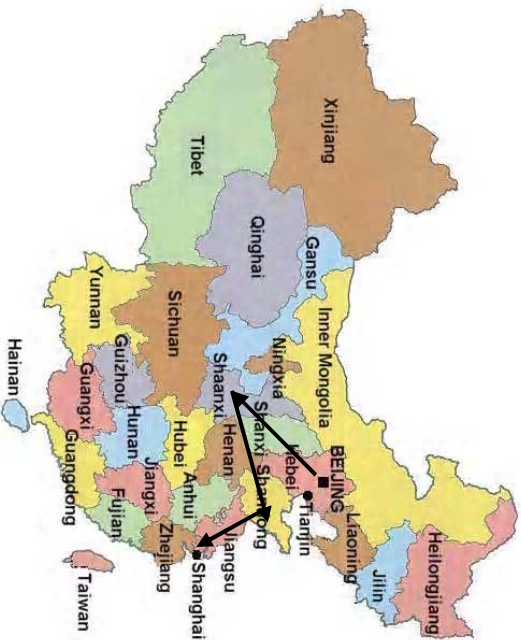 Heilongjiang
Jilin
Liaoning
BEIJING
Xinjiang
Inner Mongolia
Gansu
Tianjin
Hebei
Ningxia
Shanxi
Shandong
Qinghai
Jiangsu
Henan
Shaanxi
Shanghai
Tibet
Anhui
Hubei
Sichuan
Zhejiang
Jiangxi
Hunan
Guizhou
Fujian
Yunnan
Guangxi
Taiwan
Guangdong
Hainan